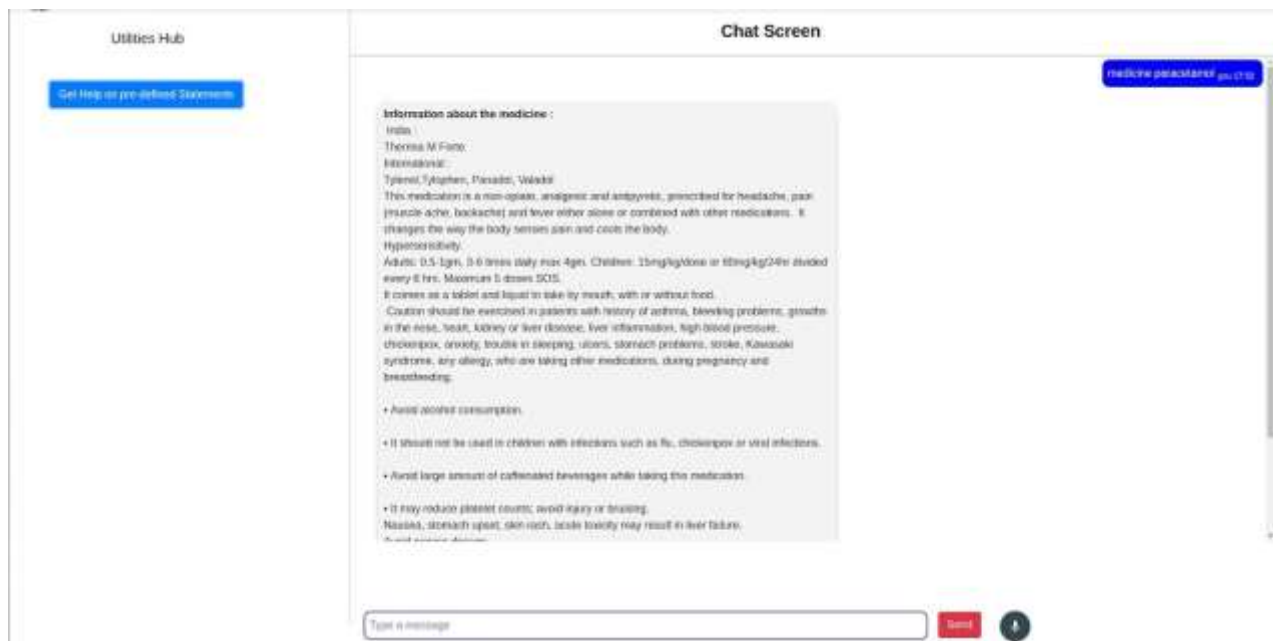 Utilities Hub
Chat Screen
Get Help on pre-defined Statements
medicine paracetamol you 17:52
Information about the medicine :
India :
Therma M Forte
International:
Tylenol,Tylophen, Panadol, Valadol
This medication is a non-opiate, analgesic and antipyretic, prescribed for headache, pain
(muscle ache, backache) and fever either alone or combined with other medications. It
changes the way the body senses pain and cools the body.
Hypersensitivity.
Adults: 0.5-1gm, 3-6 times daily max 4gm. Children: 15mg/kg/dose or 60mg/kg/24hr divided
every 6 hrs. Maximum 5 doses SOS.
It comes as a tablet and liquid to take by mouth, with or without food.
Caution should be exercised in patients with history of asthma, bleeding problems, growths
in the nose, heart, kidney or liver disease, liver inflammation, high blood pressure,
chickenpox, anxiety, trouble in sleeping, ulcers, stomach problems, stroke, Kawasaki
syndrome, any allergy, who are taking other medications, during pregnancy and
breastfeeding.
• Avoid alcohol consumption.
• It should not be used in children with infections such as flu, chickenpox or viral infections.
• Avoid large amount of caffeinated beverages while taking this medication.
• It may reduce platelet counts; avoid injury or bruising.
Nausea, stomach upset, skin rash, acute toxicity may result in liver failure.
Type a message
Send